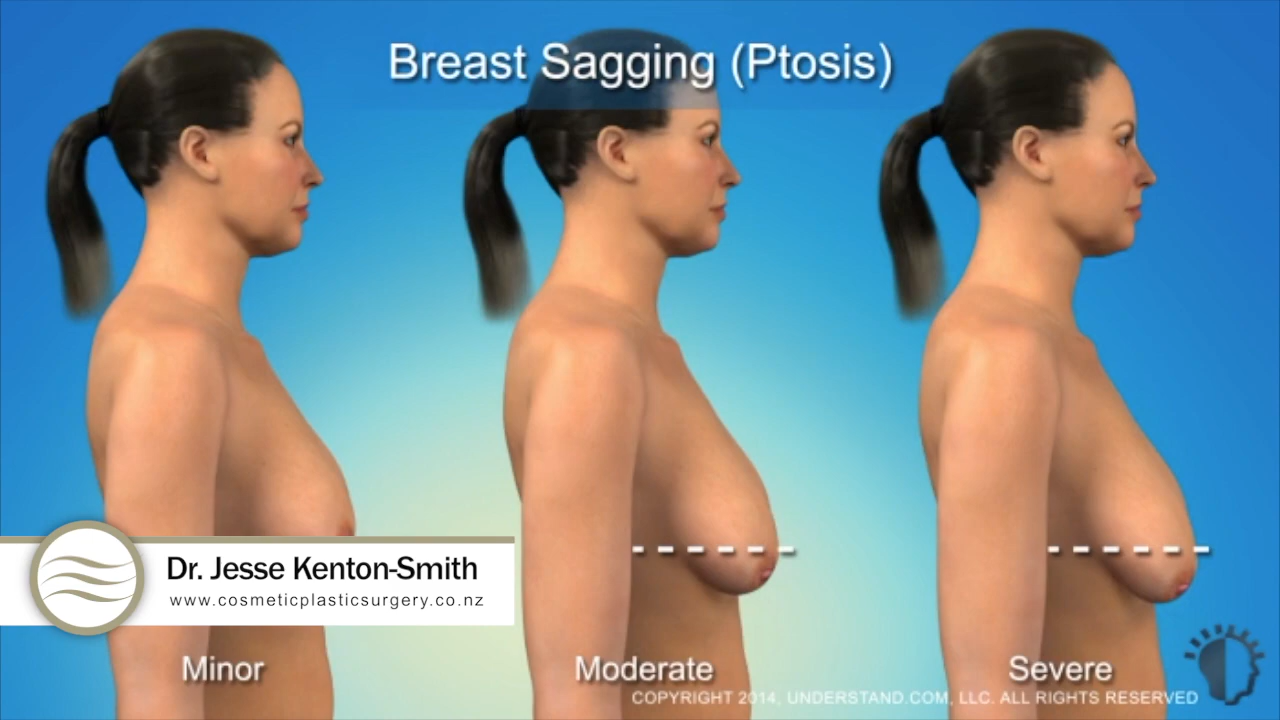 Breast Sagging (Ptosis)
Dr. Jesse Kenton-Smith
www.cosmeticplasticsurgery.co.nz
Minor
Moderate
Severe
COPYRIGHT 2014, UNDERSTAND.COM, LLC. ALL RIGHTS RESERVED